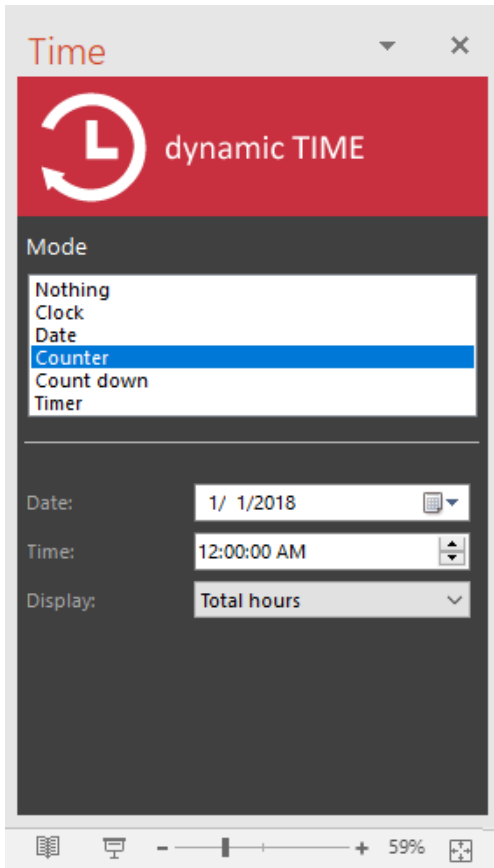 Time
dynamic TIME
Mode
Nothing
Clock
Date
Counter
Count down
Timer
Date: 1/ 1/2018
Time: 12:00:00 AM
Display: Total hours
59%